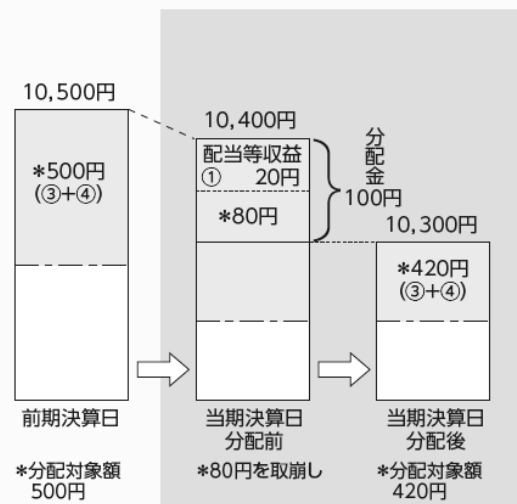 10,500円
*500円
(③+④)
前期決算日
*分配対象額
500円
10,400円
配当等収益
① 20円
*80円
分配金
100円
当期決算日
分配前
*80円を取崩し
10,300円
*420円
(③+④)
当期決算日
分配後
*分配対象額
420円